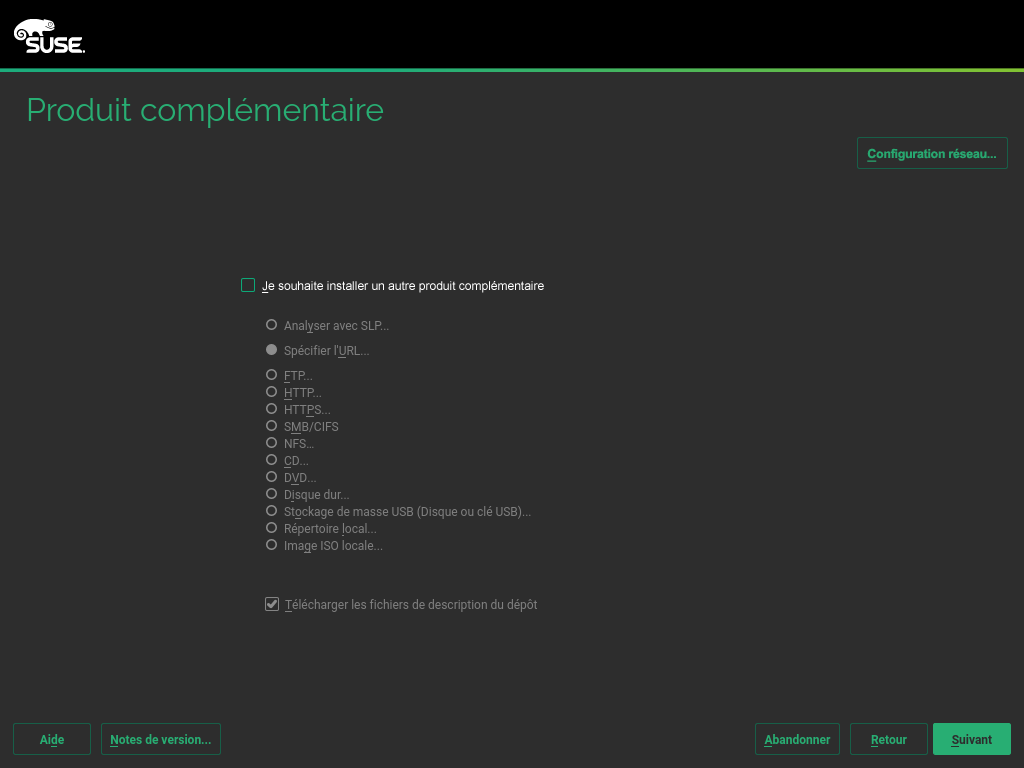 SUSE.
Produit complémentaire
Configuration réseau...
Je souhaite installer un autre produit complémentaire
Analyser avec SLP...
Spécifier l'URL...
FTP...
HTTP...
HTTPS...
SMB/CIFS
NFS...
CD...
DVD...
Disque dur...
Stockage de masse USB (Disque ou clé USB)...
Répertoire local...
Image ISO locale...
Télécharger les fichiers de description du dépôt
Aide
Notes de version...
Abandonner
Retour
Suivant